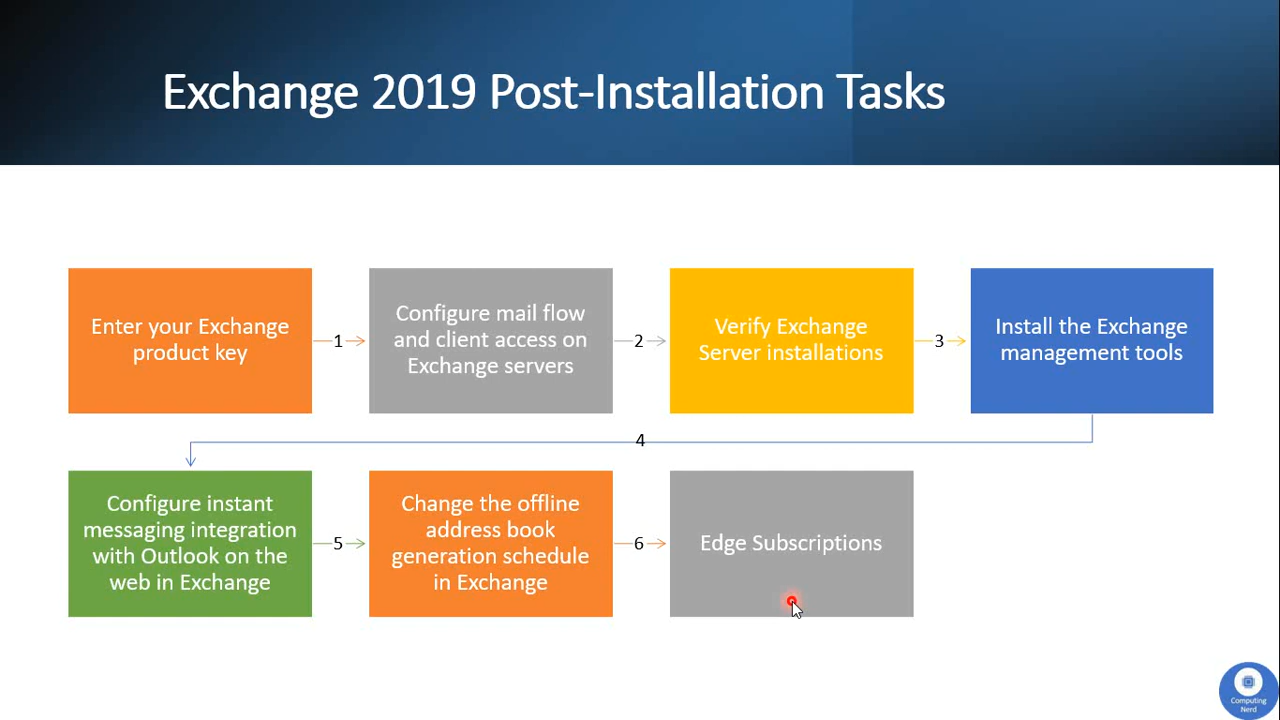 Exchange 2019 Post-Installation Tasks
Enter your Exchange
product key
1
Configure mail flow
and client access on
Exchange servers
2
Verify Exchange
Server installations
3
Install the Exchange
management tools
4
Configure instant
messaging integration
with Outlook on the
web in Exchange
5
Change the offline
address book
generation schedule
in Exchange
6
Edge Subscriptions
Computing
Nerd